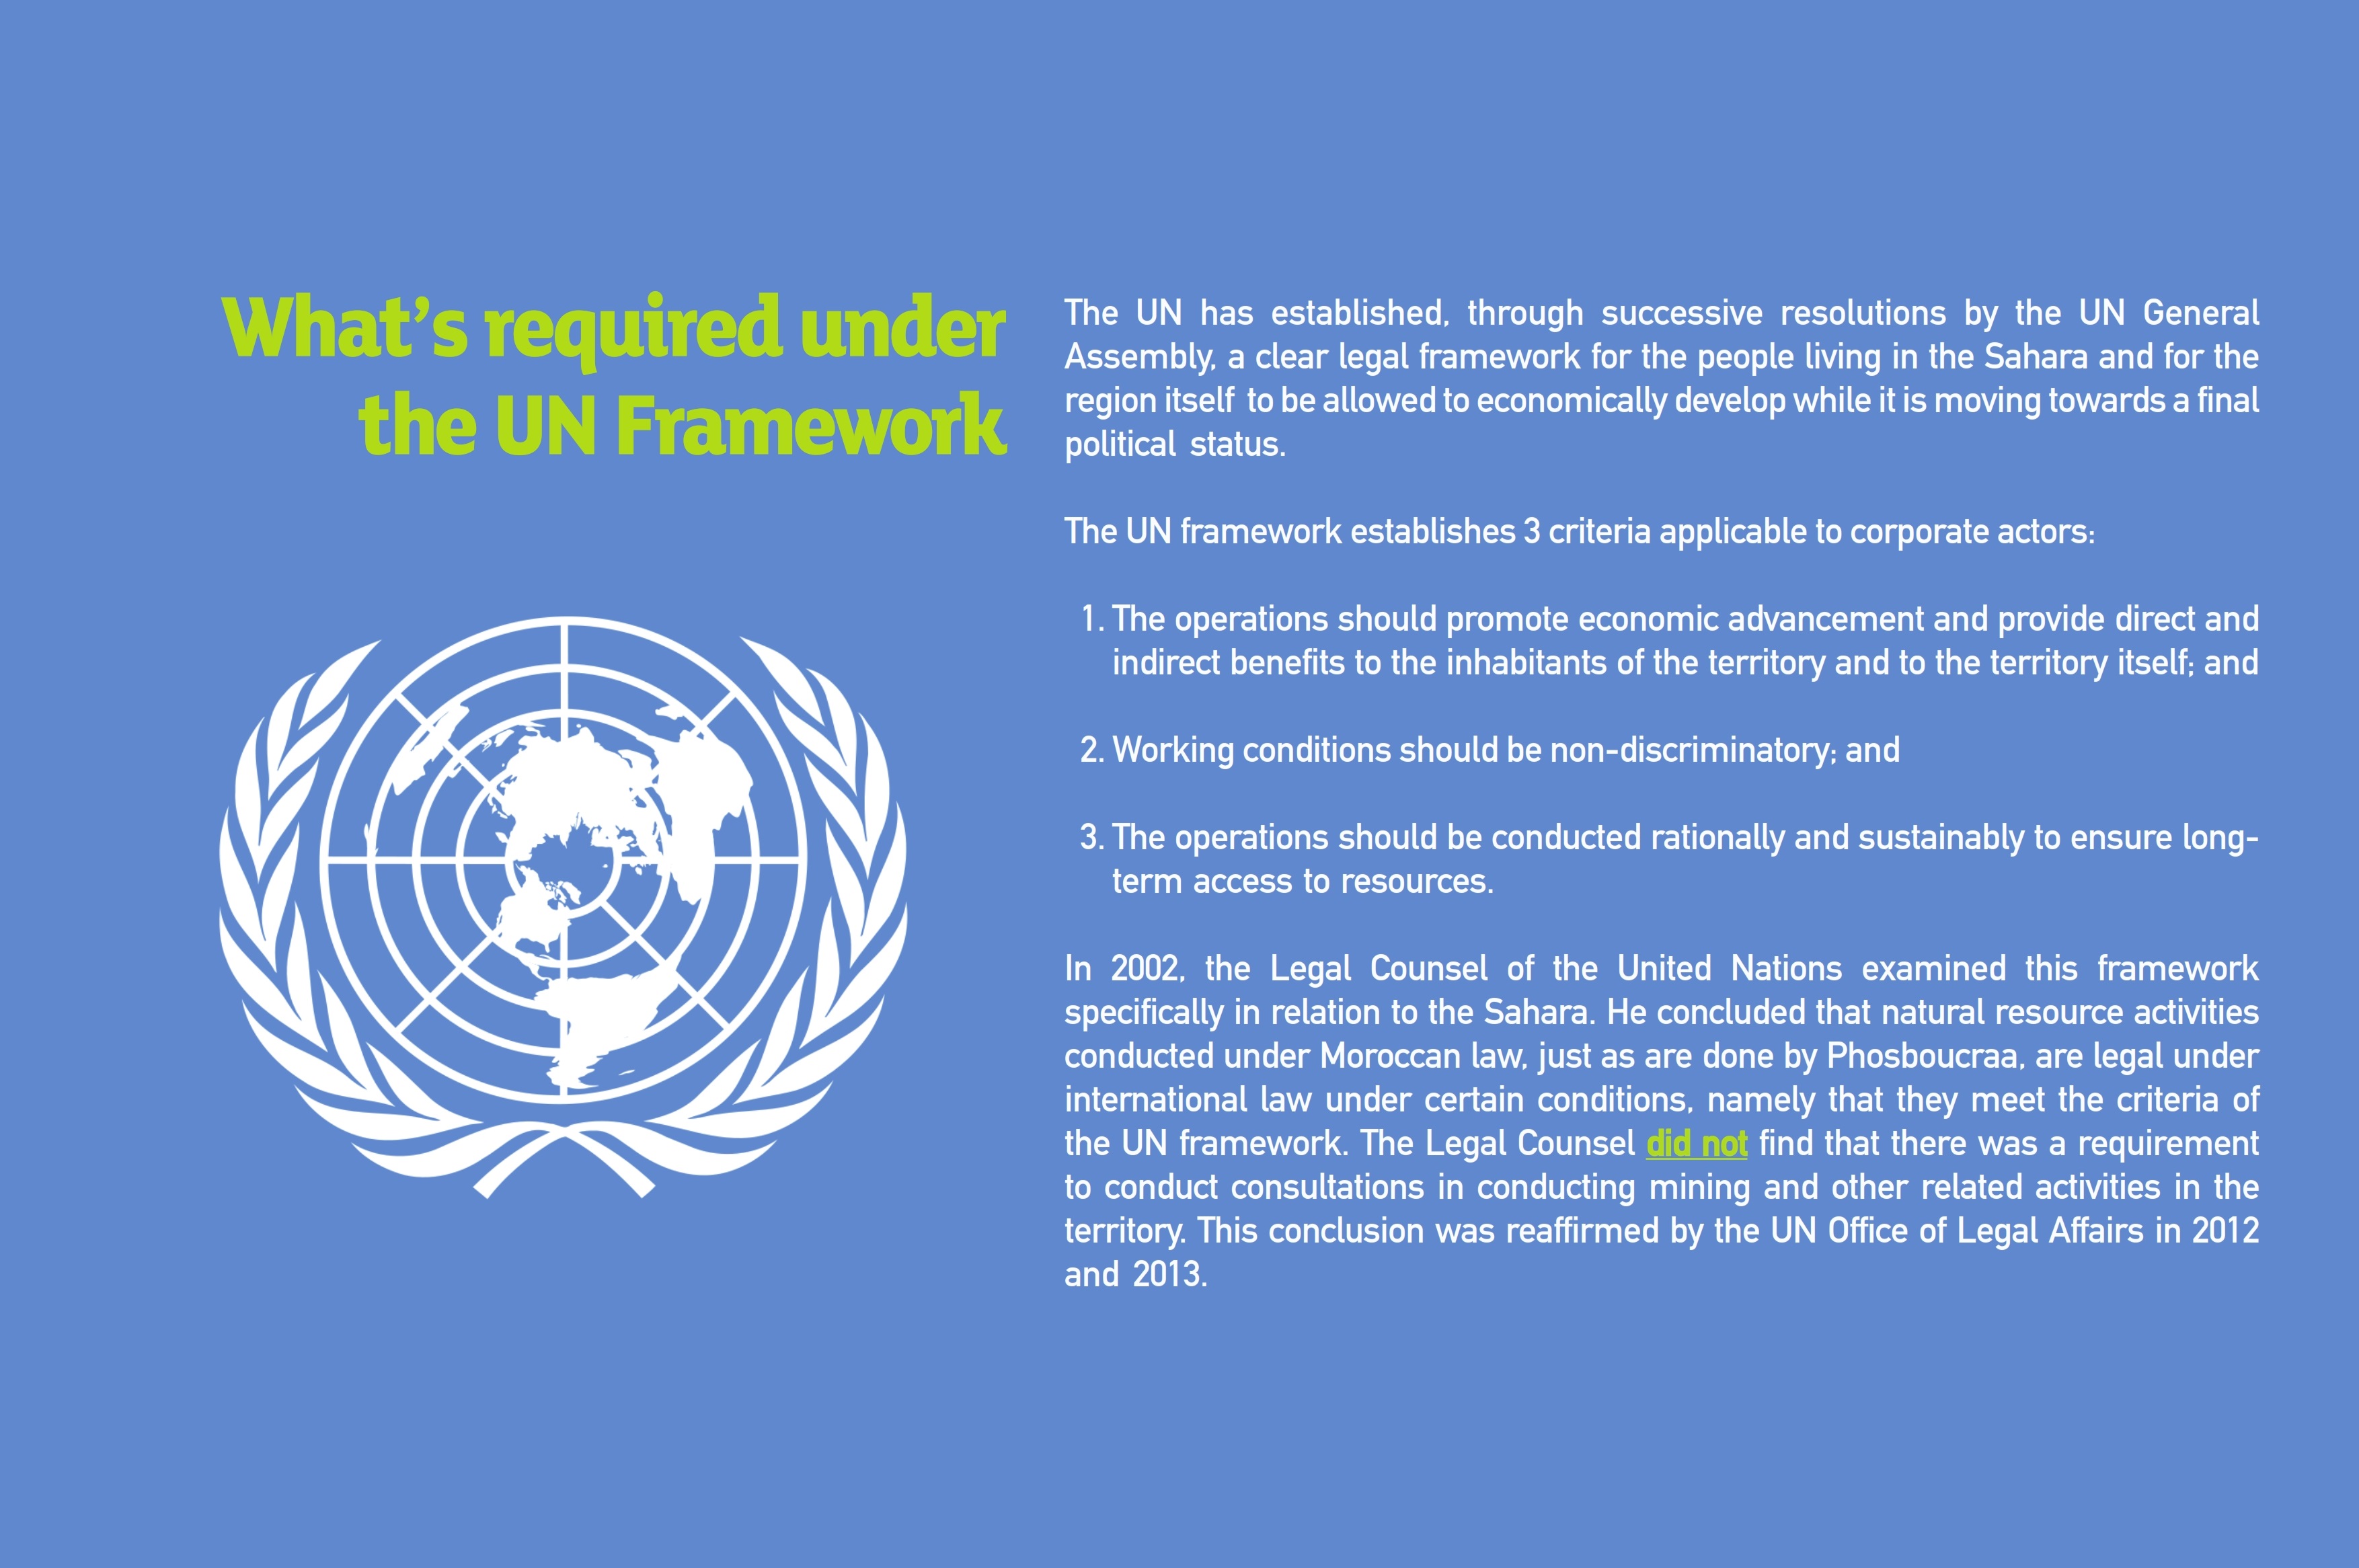 What’s required under
the UN Framework
The UN has established, through successive resolutions by the UN General
Assembly, a clear legal framework for the people living in the Sahara and for the
region itself to be allowed to economically develop while it is moving towards a final
political status.
The UN framework establishes 3 criteria applicable to corporate actors:
1. The operations should promote economic advancement and provide direct and
indirect benefits to the inhabitants of the territory and to the territory itself; and
2. Working conditions should be non-discriminatory; and
3. The operations should be conducted rationally and sustainably to ensure long-
term access to resources.
In 2002, the Legal Counsel of the United Nations examined this framework
specifically in relation to the Sahara. He concluded that natural resource activities
conducted under Moroccan law, just as are done by Phosboucraa, are legal under
international law under certain conditions, namely that they meet the criteria of
the UN framework. The Legal Counsel did not find that there was a requirement
to conduct consultations in conducting mining and other related activities in the
territory. This conclusion was reaffirmed by the UN Office of Legal Affairs in 2012
and 2013.